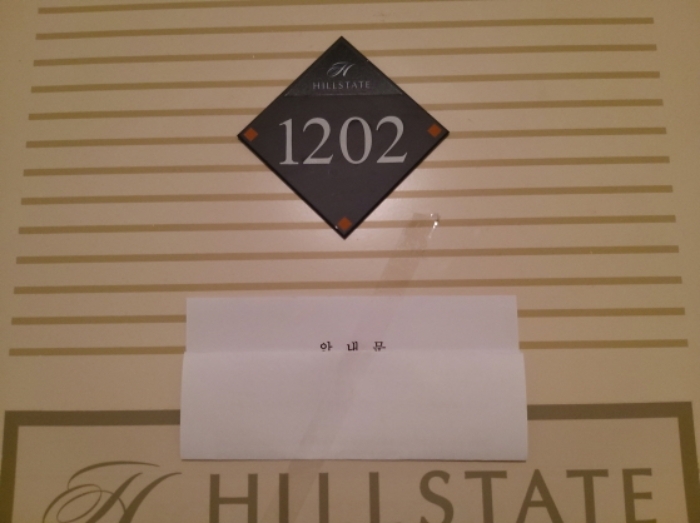 H
HILLSTATE
1202
안 내 문
H HILLSTATE